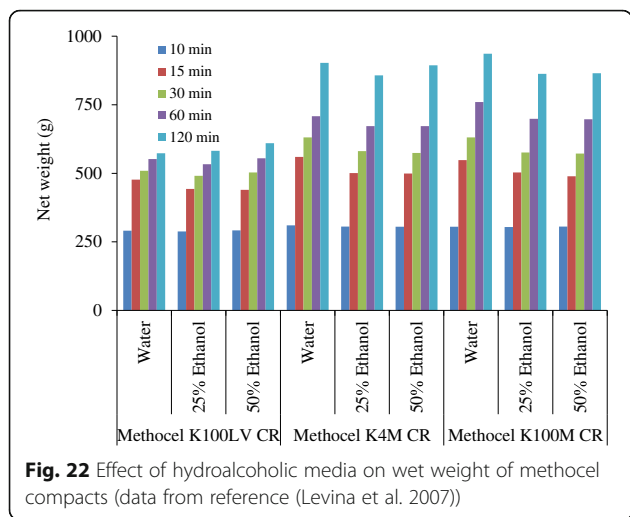 1000
750
500
250
0
Net weight (g)
10 min
15 min
30 min
60 min
120 min
Water
25% Ethanol
50% Ethanol
Water
25% Ethanol
50% Ethanol
Water
25% Ethanol
50% Ethanol
Methocel K100LV CR
Methocel K4M CR
Methocel K100M CR
Fig. 22 Effect of hydroalcoholic media on wet weight of methocel
compacts (data from reference (Levina et al. 2007))